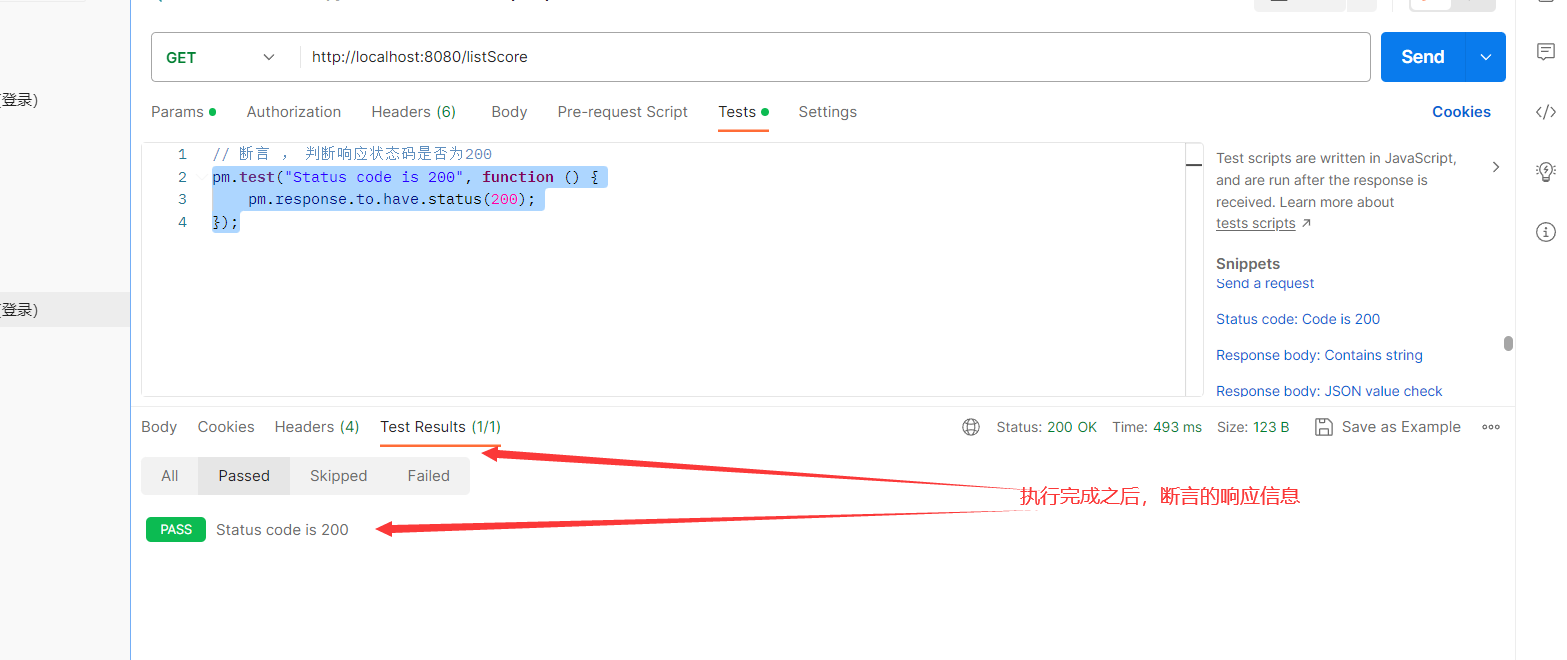 GET
http://localhost:8080/listScore
Send
(登录)
Params
Authorization
Headers (6)
Body
Pre-request Script
Tests
Settings
Cookies
1 // 断言 ， 判断响应状态码是否为200
2 pm.test("Status code is 200", function () {
3 pm.response.to.have.status(200);
4 });
Test scripts are written in JavaScript,
and are run after the response is
received. Learn more about
tests scripts ↗
Snippets
Send a request
Status code: Code is 200
Response body: Contains string
Response body: JSON value check
(登录)
Body
Cookies
Headers (4)
Test Results (1/1)
Status: 200 OK
Time: 493 ms
Size: 123 B
Save as Example
All
Passed
Skipped
Failed
执行完成之后，断言的响应信息
PASS
Status code is 200